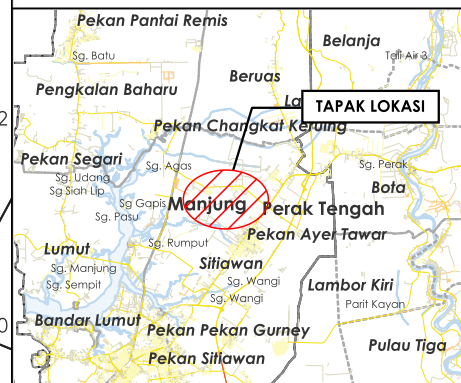 Pekan Pantai Remis
Belanja
Sg. Batu
Teli Air 3
Beruas
Pengkalan Baharu
La
TAPAK LOKASI
2
Pekan Changkat Keruing
Pekan Segari
Sg. Agas
Sg. Perak
Sg. Udang
Sg Siah Lip
Bota
Sg Gapis
Manjung
Perak Tengah
Sg. Pasu
Pekan Ayer Tawar
Sg. Rumput
Lumut
Sitiawan
Sg. Manjung
Sg. Sempit
Sg. Wangi
Lambor Kiri
Sg. Wangi
Parit Kayan
Bandar Lumut
0
Pekan Pekan Gurney
Pulau Tiga
Pekan Sitiawan